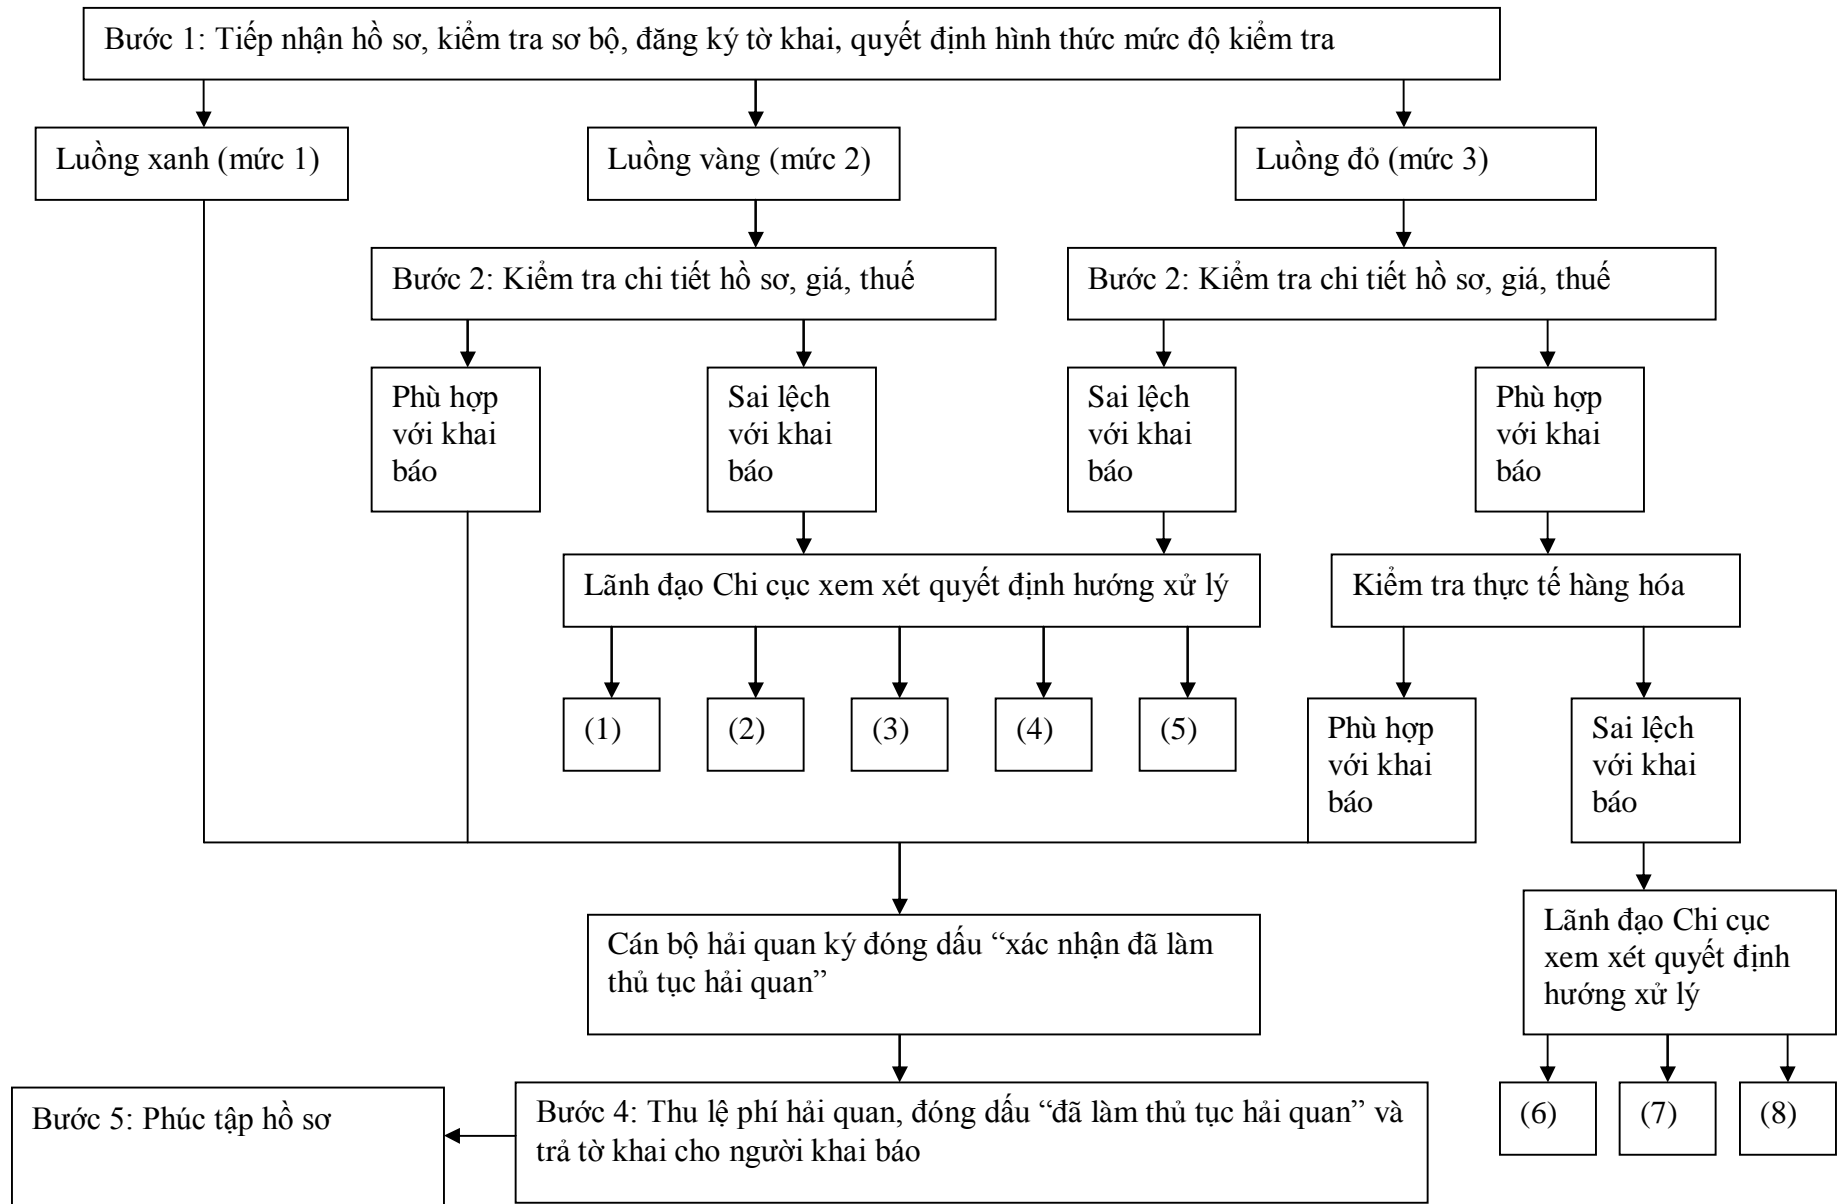 Bước 1: Tiếp nhận hồ sơ, kiểm tra sơ bộ, đăng ký tờ khai, quyết định hình thức mức độ kiểm tra
Luồng xanh (mức 1)
Luồng vàng (mức 2)
Luồng đỏ (mức 3)
Bước 2: Kiểm tra chi tiết hồ sơ, giá, thuế
Bước 2: Kiểm tra chi tiết hồ sơ, giá, thuế
Phù hợp
với khai
báo
Sai lệch
với khai
báo
Sai lệch
với khai
báo
Phù hợp
với khai
báo
Lãnh đạo Chi cục xem xét quyết định hướng xử lý
Kiểm tra thực tế hàng hóa
(1)
(2)
(3)
(4)
(5)
Phù hợp
với khai
báo
Sai lệch
với khai
báo
Cán bộ hải quan ký đóng dấu “xác nhận đã làm
thủ tục hải quan”
Lãnh đạo Chi cục
xem xét quyết định
hướng xử lý
Bước 5: Phúc tập hồ sơ
Bước 4: Thu lệ phí hải quan, đóng dấu “đã làm thủ tục hải quan” và
trả tờ khai cho người khai báo
(6)
(7)
(8)